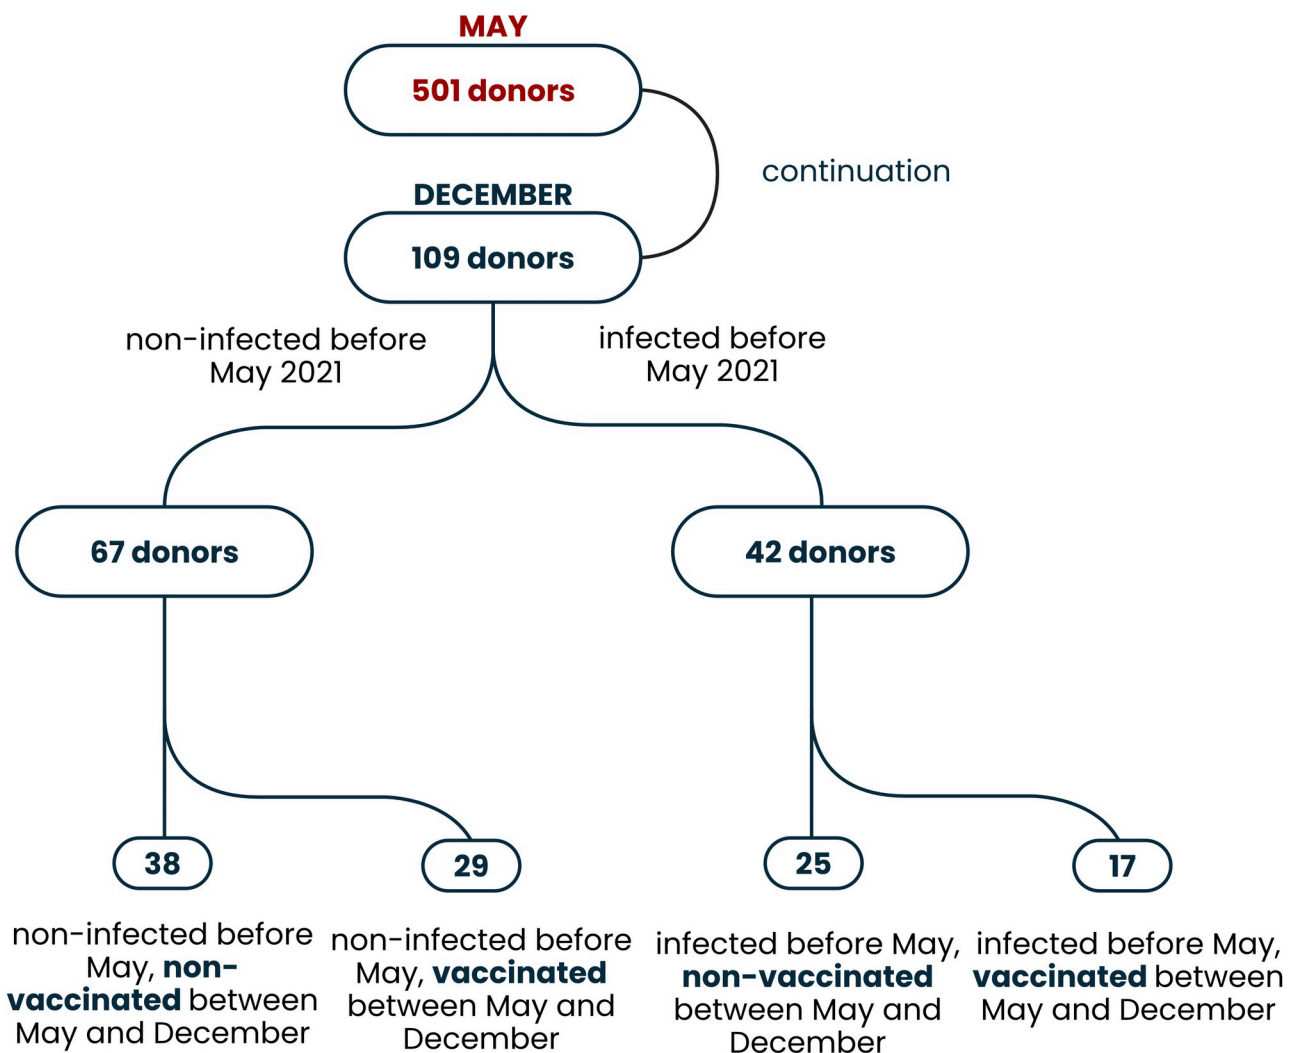 MAY
501 donors
continuation
DECEMBER
109 donors
non-infected before
May 2021
infected before
May 2021
67 donors
42 donors
38
29
25
17
non-infected before
May, non-
vaccinated between
May and December
non-infected before
May, vaccinated
between May and
December
infected before May,
non-vaccinated
between May and
December
infected before May,
vaccinated between
May and December